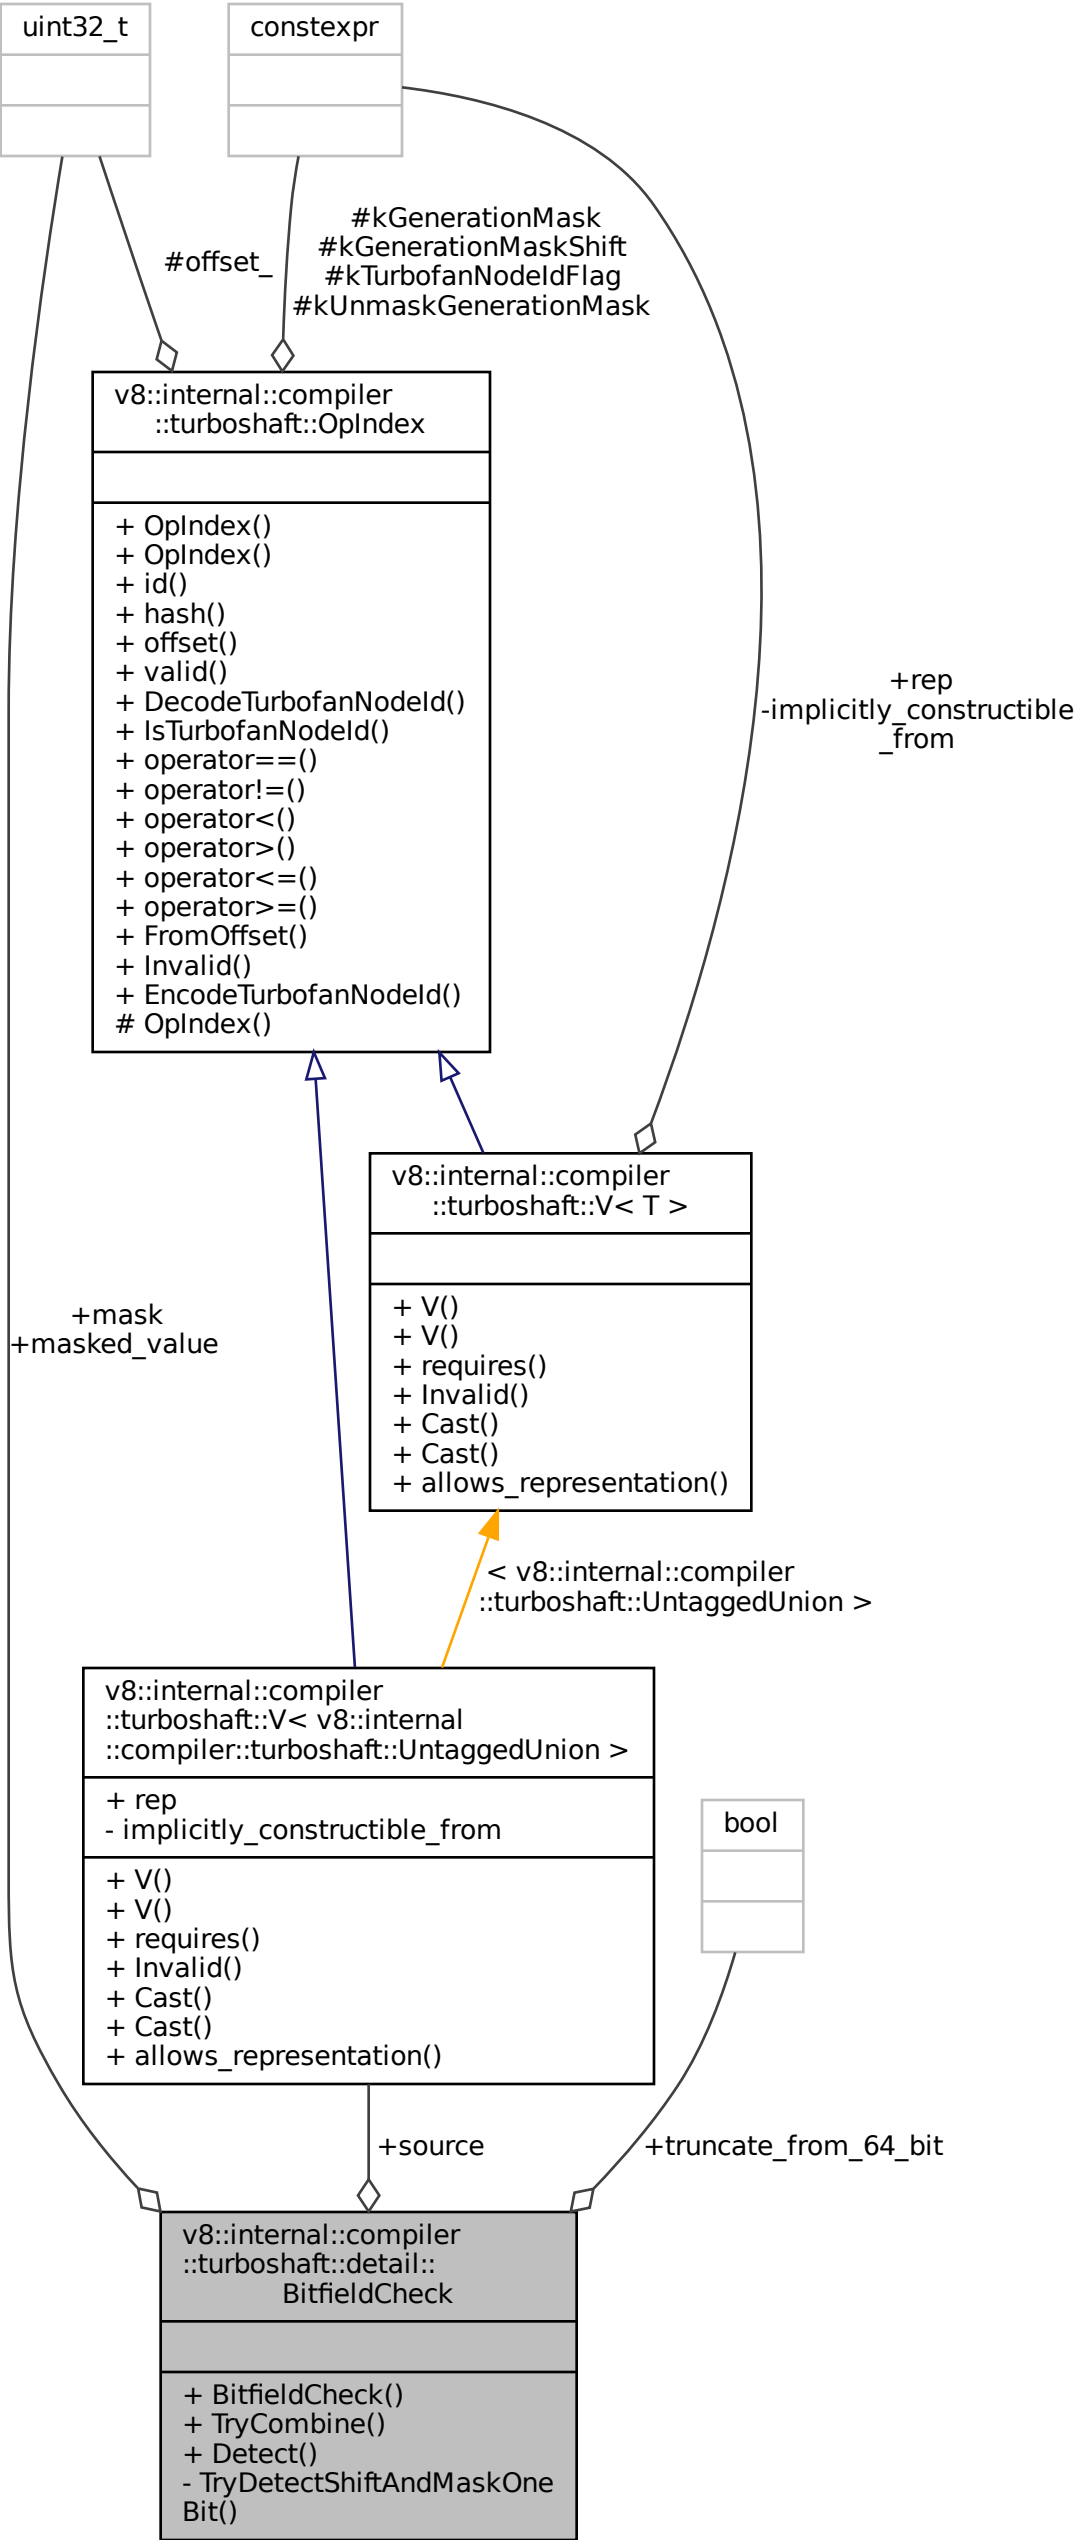 uint32_t
constexpr
#offset_
#kGenerationMask
#kGenerationMaskShift
#kTurbofanNodeIdFlag
#kUnmaskGenerationMask
v8::internal::compiler
::turboshaft::OpIndex
+ OpIndex()
+ OpIndex()
+ id()
+ hash()
+ offset()
+ valid()
+ DecodeTurbofanNodeId()
+ IsTurbofanNodeId()
+ operator==()
+ operator!=()
+ operator<()
+ operator>()
+ operator<=()
+ operator>=()
+ FromOffset()
+ Invalid()
+ EncodeTurbofanNodeId()
# OpIndex()
+rep
-implicitly_constructible
_from
v8::internal::compiler
::turboshaft::V< T >
+ V()
+ V()
+ requires()
+ Invalid()
+ Cast()
+ Cast()
+ allows_representation()
+mask
+masked_value
< v8::internal::compiler
::turboshaft::UntaggedUnion >
v8::internal::compiler
::turboshaft::V< v8::internal
::compiler::turboshaft::UntaggedUnion >
+ rep
- implicitly_constructible_from
+ V()
+ V()
+ requires()
+ Invalid()
+ Cast()
+ Cast()
+ allows_representation()
bool
+source
+truncate_from_64_bit
v8::internal::compiler
::turboshaft::detail::
BitfieldCheck
+ BitfieldCheck()
+ TryCombine()
+ Detect()
- TryDetectShiftAndMaskOne
Bit()